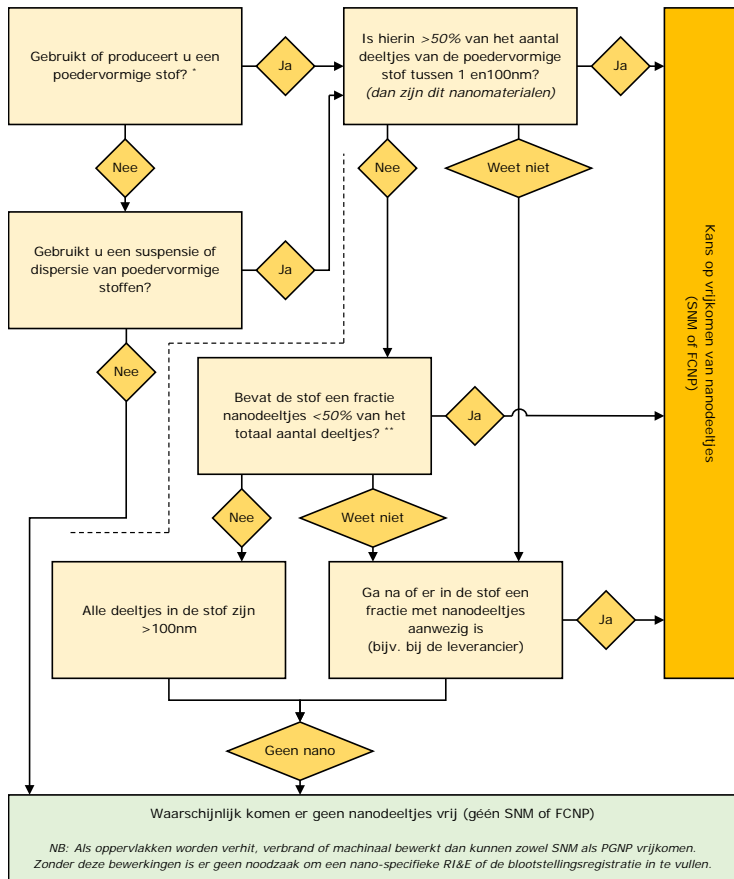 Gebruikt of produceert u een
poedervormige stof? *
Ja
Is hierin >50% van het aantal
deeltjes van de poedervormige
stof tussen 1 en100nm?
(dan zijn dit nanomaterialen)
Ja
Nee
Nee
Weet niet
Gebruikt u een suspensie of
dispersie van poedervormige
stoffen?
Ja
Nee
Bevat de stof een fractie
nanodeeltjes <50% van het
totaal aantal deeltjes? **
Ja
Nee
Weet niet
Alle deeltjes in de stof zijn
>100nm
Ga na of er in de stof een
fractie met nanodeeltjes
aanwezig is
(bijv. bij de leverancier)
Ja
Kans op vrijkomen van nanodeeltjes
(SNM of FCNP)
Geen nano
Waarschijnlijk komen er geen nanodeeltjes vrij (géén SNM of FCNP)
NB: Als oppervlakken worden verhit, verbrand of machinaal bewerkt dan kunnen zowel SNM als PGNP vrijkomen.
Zonder deze bewerkingen is er geen noodzaak om een nano-specifieke RI&E of de blootstellingsregistratie in te vullen.